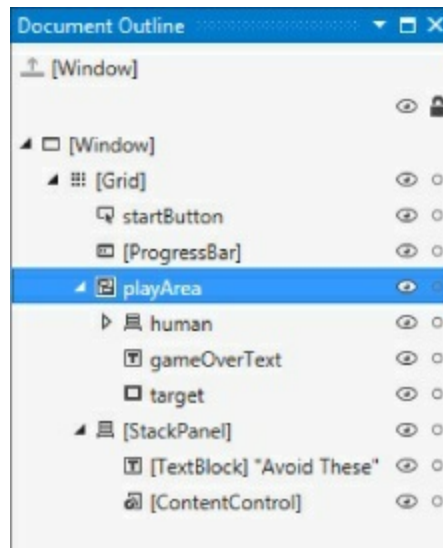 Document Outline
[Window]
[Window]
[Grid]
startButton
[ProgressBar]
playArea
human
gameOverText
target
[StackPanel]
[TextBlock] "Avoid These"
[ContentControl]